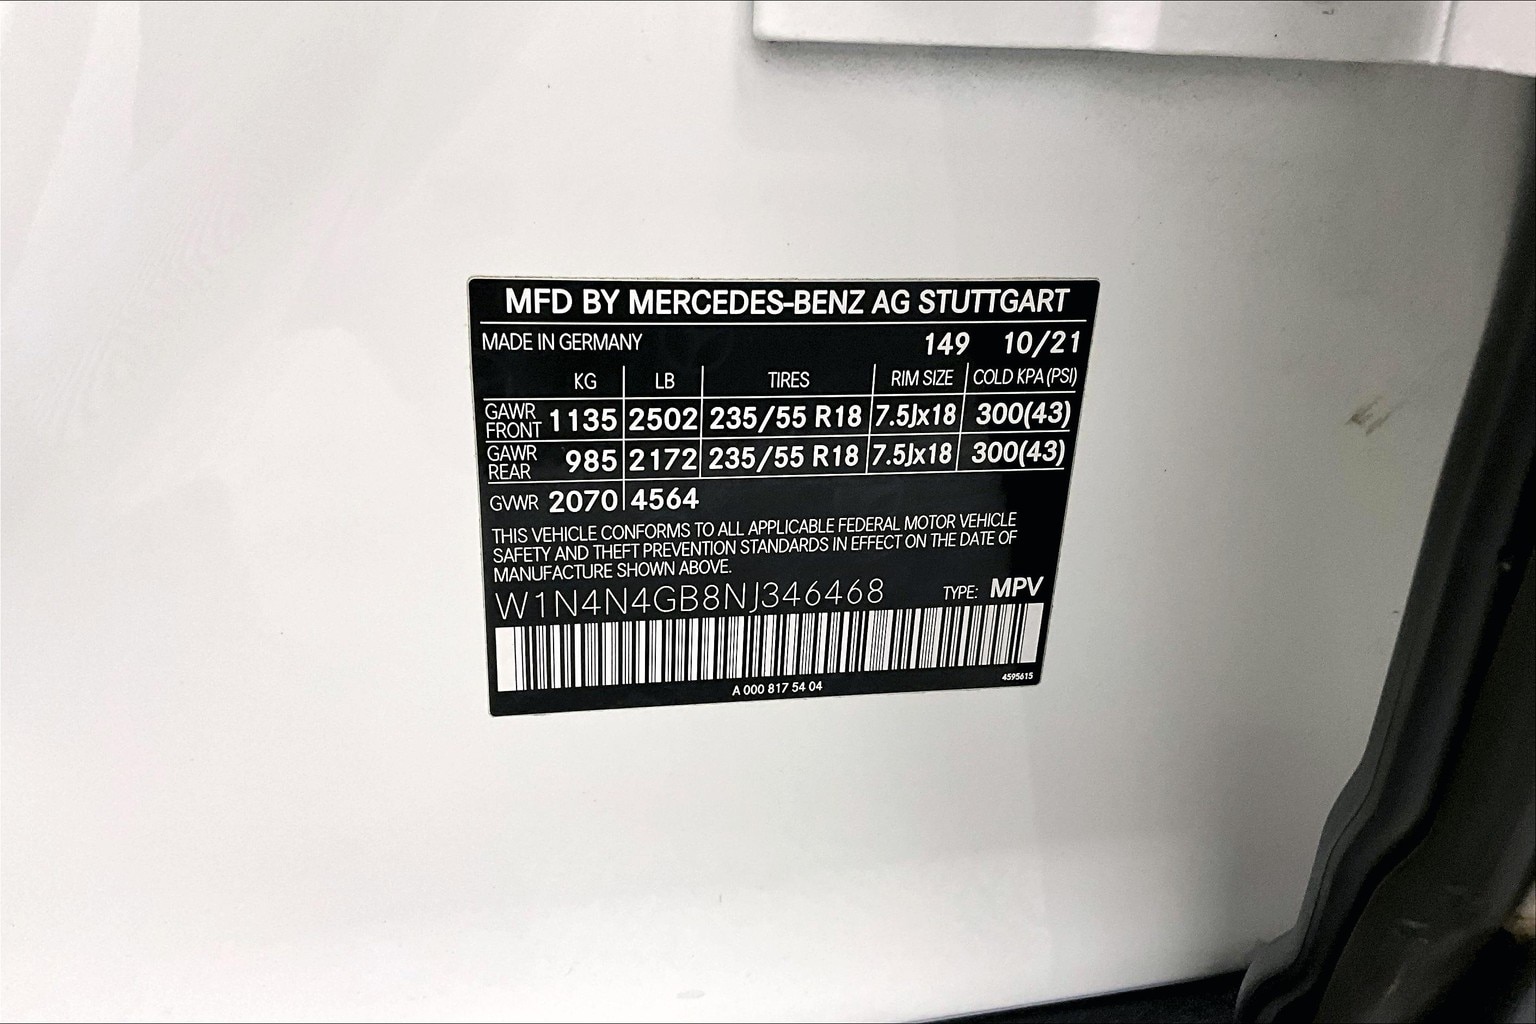 MFD BY MERCEDES-BENZ AG STUTTGART
MADE IN GERMANY 149 10/21
KG LB TIRES RIM SIZE COLD KPA (PSI)
GAWR FRONT 1135 2502 235/55 R18 7.5Jx18 300(43)
GAWR REAR 985 2172 235/55 R18 7.5Jx18 300(43)
GVWR 2070 4564
THIS VEHICLE CONFORMS TO ALL APPLICABLE FEDERAL MOTOR VEHICLE
SAFETY AND THEFT PREVENTION STANDARDS IN EFFECT ON THE DATE OF
MANUFACTURE SHOWN ABOVE.
W1N4N4GB8NJ346468 TYPE: MPV
A 000 817 54 04 4595615